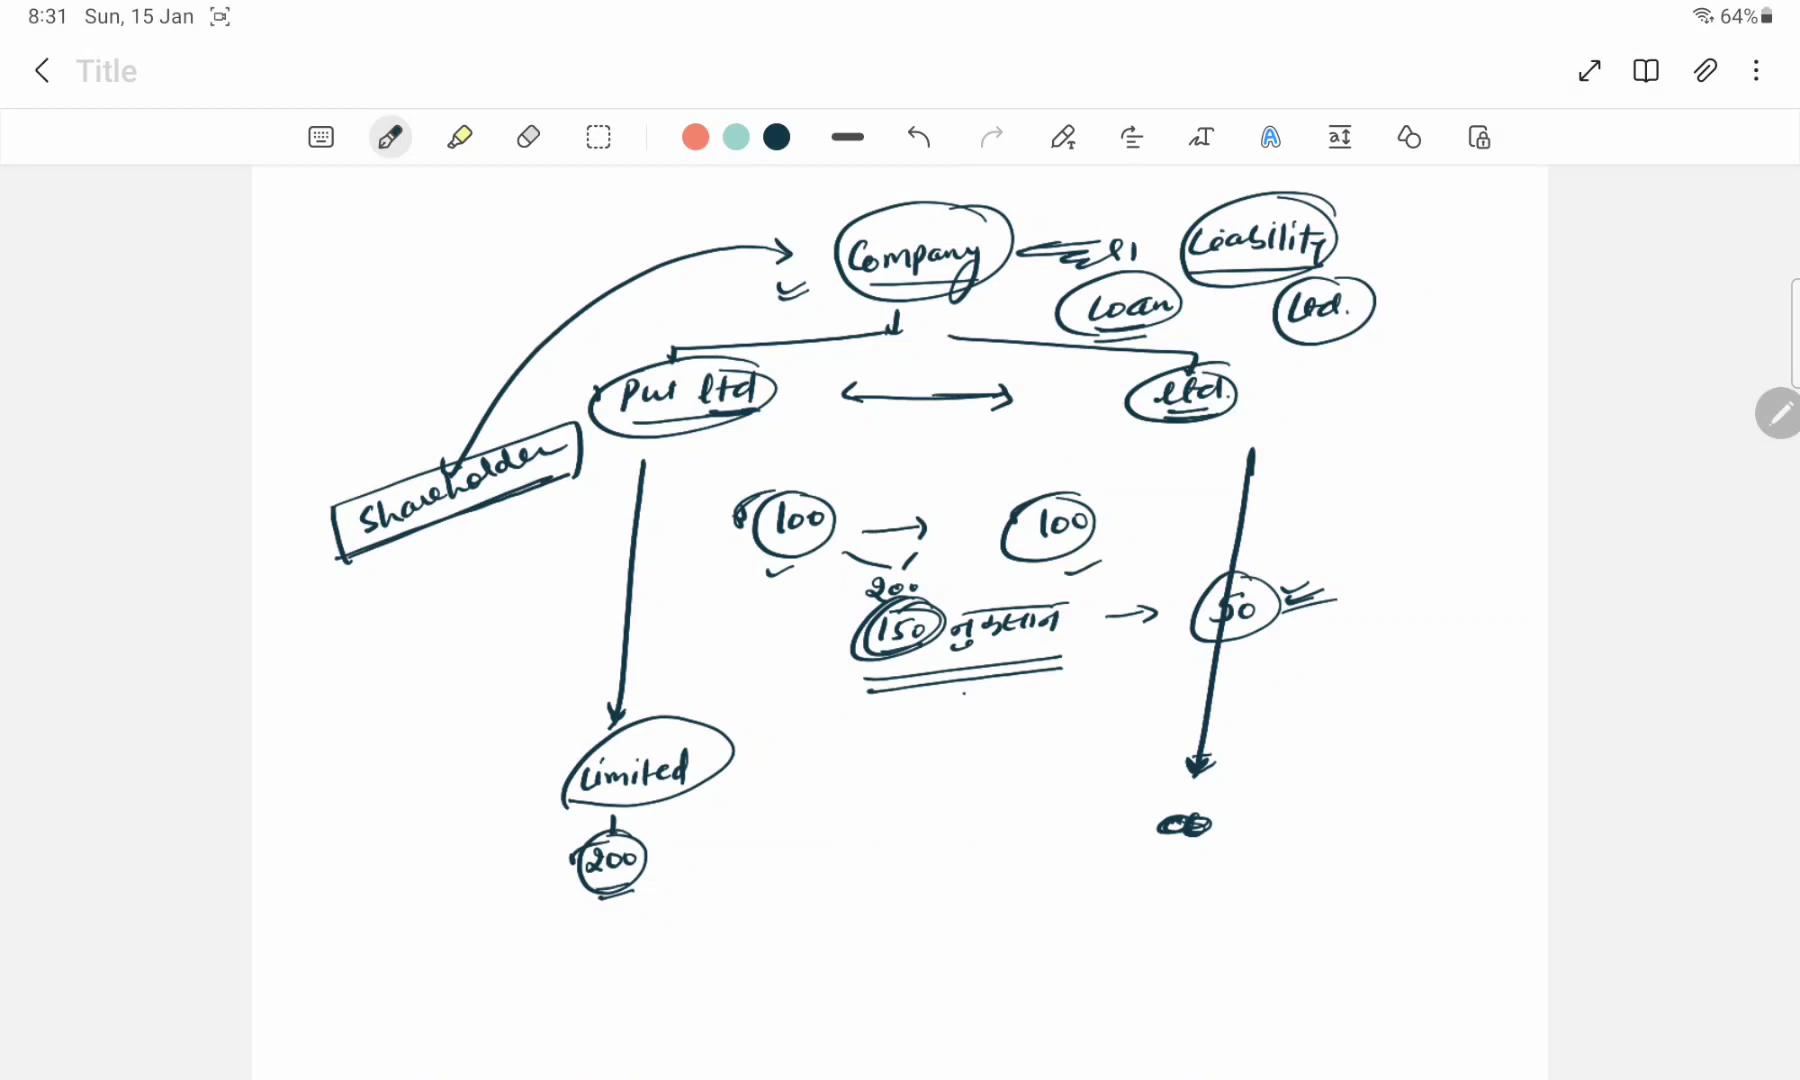 8:31 Sun, 15 Jan
64%
Title
Company
Liability
Loan
Ltd.
Pvt ltd
Ltd.
Shareholder
100
100
200
150 नुकसान
50
Limited
200